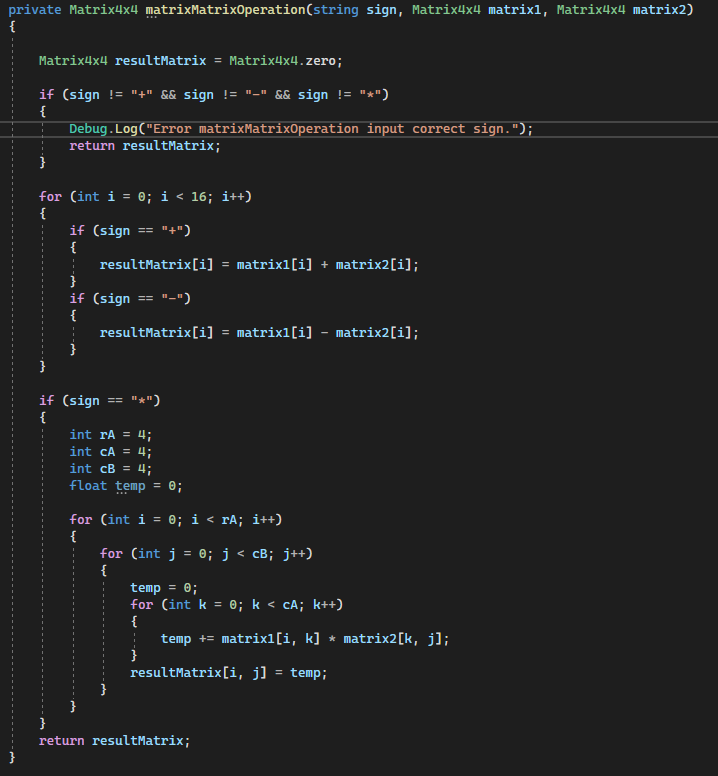 private Matrix4x4 matrixMatrixOperation(string sign, Matrix4x4 matrix1, Matrix4x4 matrix2)
{
Matrix4x4 resultMatrix = Matrix4x4.zero;
if (sign != "+" && sign != "-" && sign != "*")
{
Debug.Log("Error matrixMatrixOperation input correct sign.");
return resultMatrix;
}
for (int i = 0; i < 16; i++)
{
if (sign == "+")
{
resultMatrix[i] = matrix1[i] + matrix2[i];
}
if (sign == "-")
{
resultMatrix[i] = matrix1[i] - matrix2[i];
}
}
if (sign == "*")
{
int rA = 4;
int cA = 4;
int cB = 4;
float temp = 0;
for (int i = 0; i < rA; i++)
{
for (int j = 0; j < cB; j++)
{
temp = 0;
for (int k = 0; k < cA; k++)
{
temp += matrix1[i, k] * matrix2[k, j];
}
resultMatrix[i, j] = temp;
}
}
}
return resultMatrix;
}